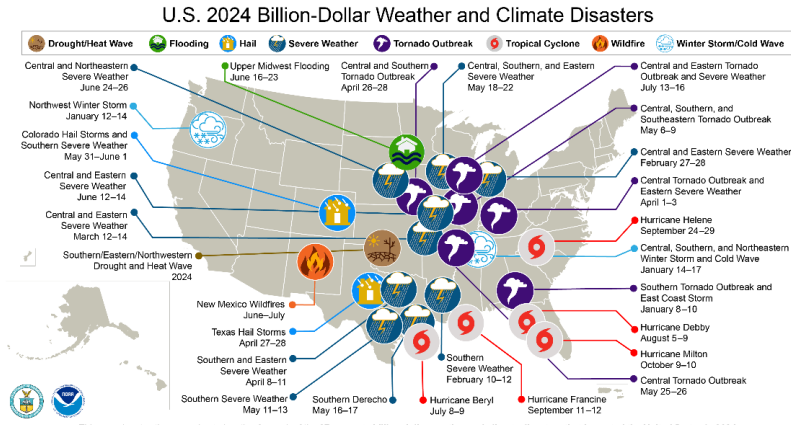 U.S. 2024 Billion-Dollar Weather and Climate Disasters
Drought/Heat Wave
Flooding
Hail
Severe Weather
Tornado Outbreak
Tropical Cyclone
Wildfire
Winter Storm/Cold Wave
Central and Northeastern
Severe Weather
June 24–26
Upper Midwest Flooding
June 16–23
Central and Southern
Tornado Outbreak
April 26–28
Central, Southern, and Eastern
Severe Weather
May 18–22
Central and Eastern Tornado
Outbreak and Severe Weather
July 13–16
Northwest Winter Storm
January 12–14
Central, Southern, and
Southeastern Tornado Outbreak
May 6–9
Colorado Hail Storms and
Southern Severe Weather
May 31–June 1
Central and Eastern Severe Weather
February 27–28
Central and Eastern
Severe Weather
June 12–14
Central Tornado Outbreak and
Eastern Severe Weather
April 1–3
Central and Eastern
Severe Weather
March 12–14
Hurricane Helene
September 24–29
Southern/Eastern/Northwestern
Drought and Heat Wave
2024
Central, Southern, and Northeastern
Winter Storm and Cold Wave
January 14–17
New Mexico Wildfires
June–July
Southern Tornado Outbreak and
East Coast Storm
January 8–10
Texas Hail Storms
April 27–28
Hurricane Debby
August 5–9
Southern and Eastern
Severe Weather
April 8–11
Southern
Severe Weather
February 10–12
Hurricane Milton
October 9–10
Central Tornado Outbreak
May 25–26
Southern Severe Weather
May 11–13
Southern Derecho
May 16–17
Hurricane Beryl
July 8–9
Hurricane Francine
September 11–12
NOAA